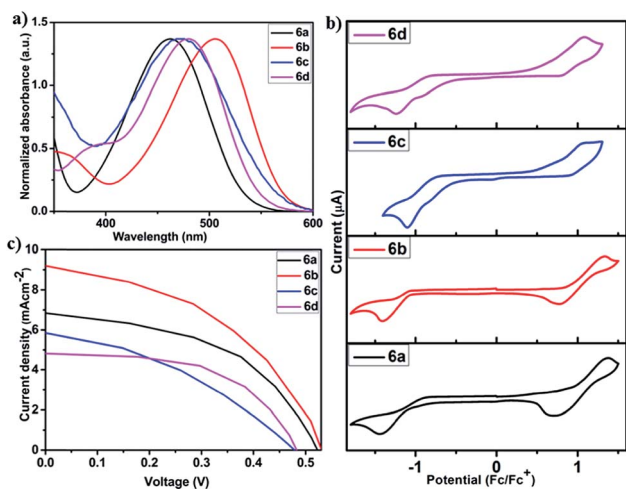 a)
Normalized absorbance (a.u.)
1.5
1.0
0.5
0.0
400
500
600
Wavelength (nm)
6a
6b
6c
6d
b)
6d
6c
6b
6a
Current (μA)
-1
0
1
Potential (Fc/Fc+)
c)
Current density (mAcm-2)
10
8
6
4
2
0
0.0
0.1
0.2
0.3
0.4
0.5
Voltage (V)
6a
6b
6c
6d